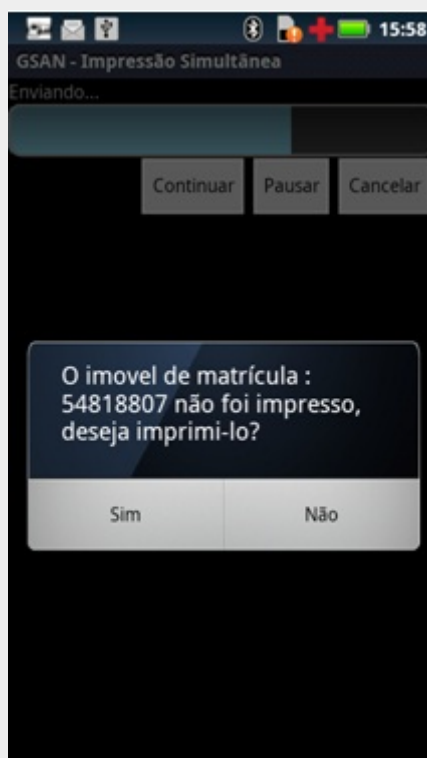 15:58
GSAN - Impressão Simultânea
Enviando...
Continuar Pausar Cancelar
O imovel de matrícula :
54818807 não foi impresso,
deseja imprimi-lo?
Sim Não